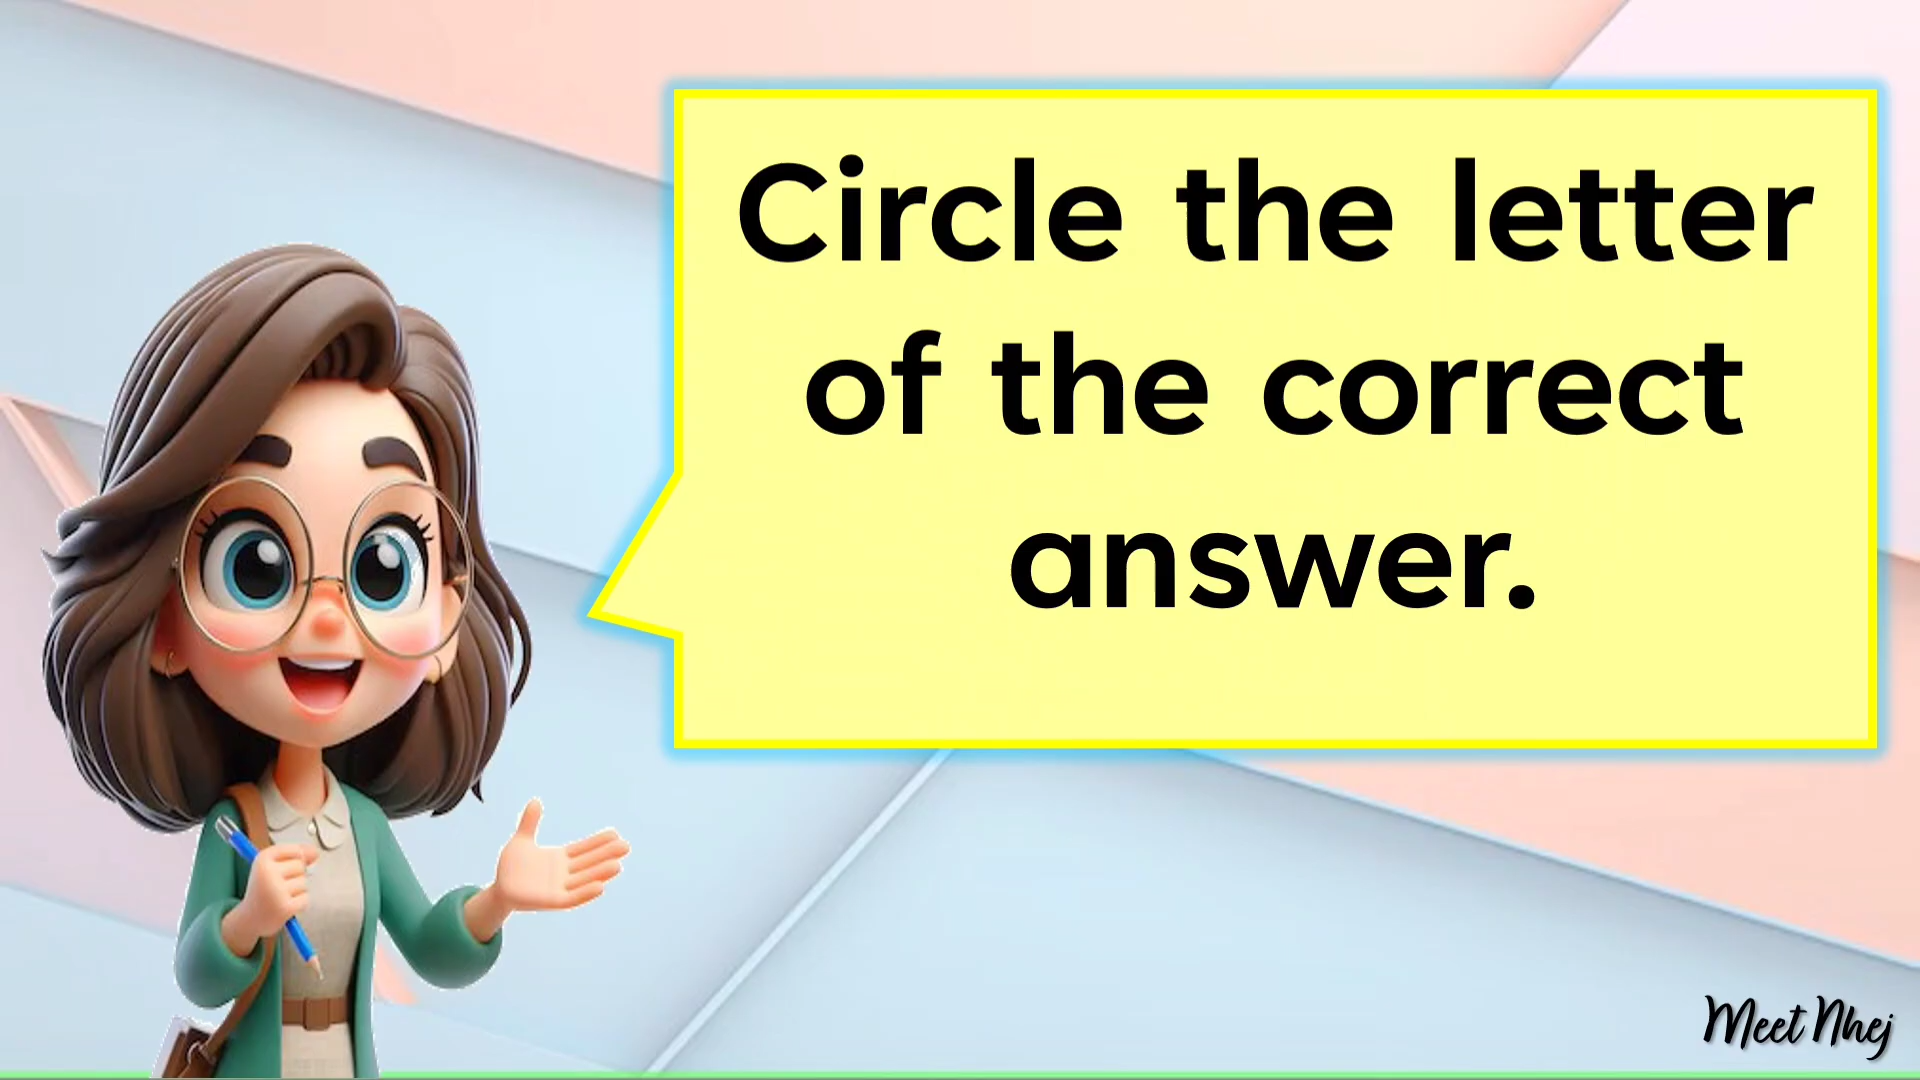 Circle the letter
of the correct
answer.
Meet Nhej